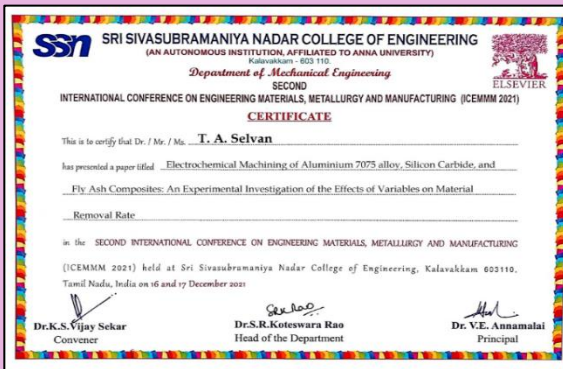 ssn
SRI SIVASUBRAMANIYA NADAR COLLEGE OF ENGINEERING
(AN AUTONOMOUS INSTITUTION, AFFILIATED TO ANNA UNIVERSITY)
Kalavakkam - 603 110.
Department of Mechanical Engineering
ELSEVIER
SECOND
INTERNATIONAL CONFERENCE ON ENGINEERING MATERIALS, METALLURGY AND MANUFACTURING (ICEMMM 2021)
CERTIFICATE
This is to certify that Dr. / Mr. / Ms. T. A. Selvan
has presented a paper titled Electrochemical Machining of Aluminium 7075 alloy, Silicon Carbide, and
Fly Ash Composites: An Experimental Investigation of the Effects of Variables on Material
Removal Rate
in the SECOND INTERNATIONAL CONFERENCE ON ENGINEERING MATERIALS, METALLURGY AND MANUFACTURING
(ICEMMM 2021) held at Sri Sivasubramaniya Nadar College of Engineering, Kalavakkam 603110,
Tamil Nadu, India on 16 and 17 December 2021
Dr.K.S.Vijay Sekar Dr.S.R.Koteswara Rao Dr. V.E. Annamalai
Convener Head of the Department Principal